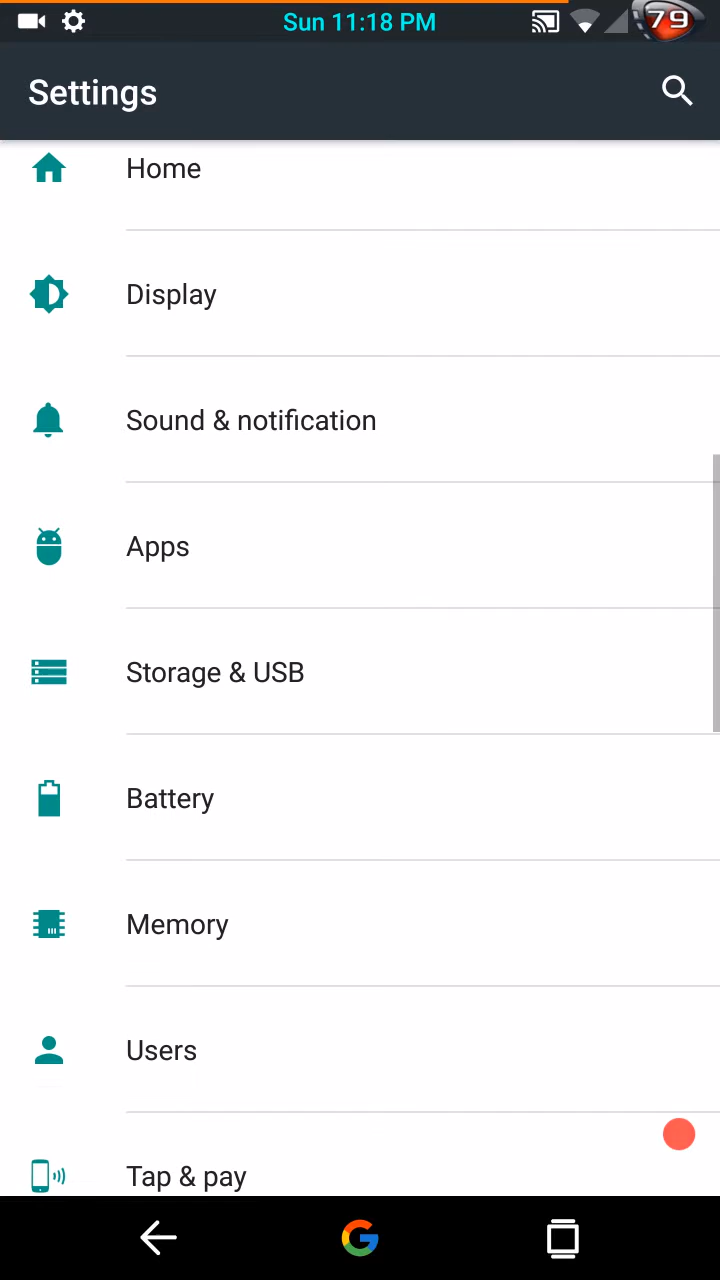 Sun 11:18 PM
79
Settings
Home
Display
Sound & notification
Apps
Storage & USB
Battery
Memory
Users
Tap & pay